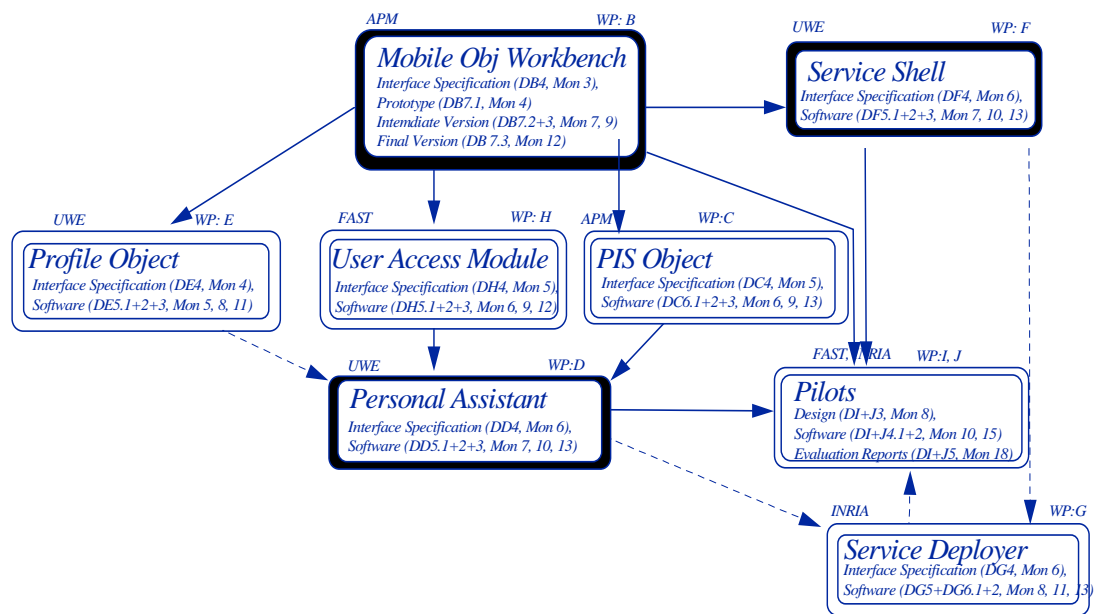 APM WP: B
Mobile Obj Workbench
Interface Specification (DB4, Mon 3),
Prototype (DB7.1, Mon 4)
Intemdiate Version (DB7.2+3, Mon 7, 9)
Final Version (DB 7.3, Mon 12)
UWE WP: F
Service Shell
Interface Specification (DF4, Mon 6),
Software (DF5.1+2+3, Mon 7, 10, 13)
UWE WP: E
Profile Object
Interface Specification (DE4, Mon 4),
Software (DE5.1+2+3, Mon 5, 8, 11)
FAST WP: H
User Access Module
Interface Specification (DH4, Mon 5),
Software (DH5.1+2+3, Mon 6, 9, 12)
APM WP:C
PIS Object
Interface Specification (DC4, Mon 5),
Software (DC6.1+2+3, Mon 6, 9, 13)
UWE WP:D
Personal Assistant
Interface Specification (DD4, Mon 6),
Software (DD5.1+2+3, Mon 7, 10, 13)
FAST, INRIA WP:I, J
Pilots
Design (DI+J3, Mon 8),
Software (DI+J4.1+2, Mon 10, 15)
Evaluation Reports (DI+J5, Mon 18)
INRIA WP:G
Service Deployer
Interface Specification (DG4, Mon 6),
Software (DG5+DG6.1+2, Mon 8, 11, 13)